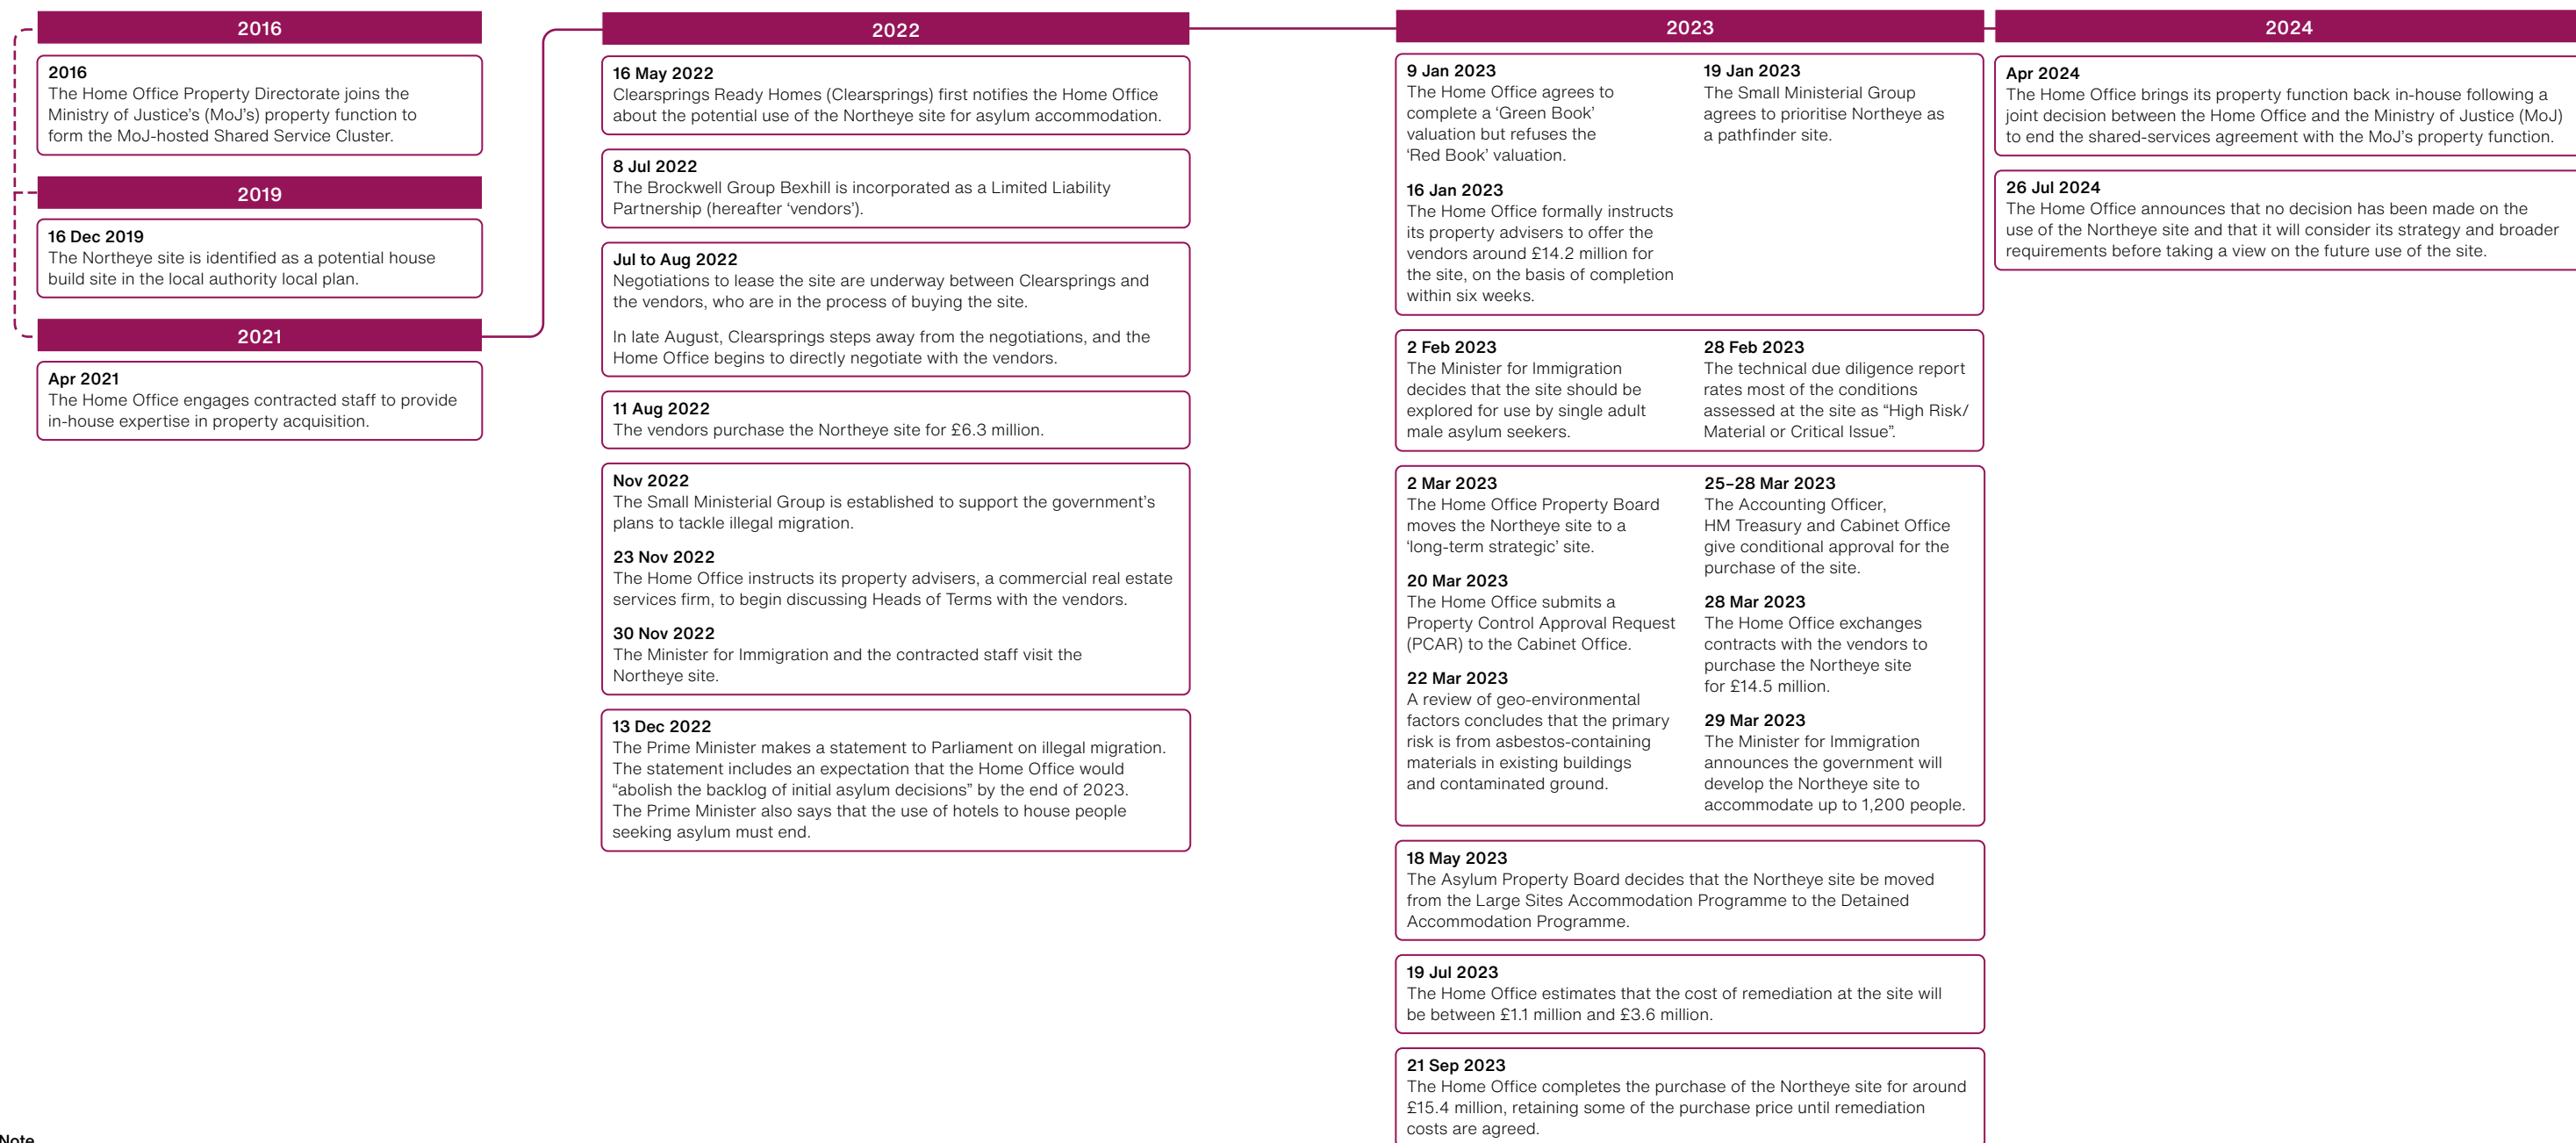 2016
2016
The Home Office Property Directorate joins the
Ministry of Justice's (MoJ's) property function to
form the MoJ-hosted Shared Service Cluster.
2019
16 Dec 2019
The Northeye site is identified as a potential house
build site in the local authority local plan.
2021
Apr 2021
The Home Office engages contracted staff to provide
in-house expertise in property acquisition.
2022
16 May 2022
Clearsprings Ready Homes (Clearsprings) first notifies the Home Office
about the potential use of the Northeye site for asylum accommodation.
8 Jul 2022
The Brockwell Group Bexhill is incorporated as a Limited Liability
Partnership (hereafter ‘vendors’).
Jul to Aug 2022
Negotiations to lease the site are underway between Clearsprings and
the vendors, who are in the process of buying the site.
In late August, Clearsprings steps away from the negotiations, and the
Home Office begins to directly negotiate with the vendors.
11 Aug 2022
The vendors purchase the Northeye site for £6.3 million.
Nov 2022
The Small Ministerial Group is established to support the government’s
plans to tackle illegal migration.
23 Nov 2022
The Home Office instructs its property advisers, a commercial real estate
services firm, to begin discussing Heads of Terms with the vendors.
30 Nov 2022
The Minister for Immigration and the contracted staff visit the
Northeye site.
13 Dec 2022
The Prime Minister makes a statement to Parliament on illegal migration.
The statement includes an expectation that the Home Office would
“abolish the backlog of initial asylum decisions” by the end of 2023.
The Prime Minister also says that the use of hotels to house people
seeking asylum must end.
2023
9 Jan 2023
The Home Office agrees to
complete a ‘Green Book’
valuation but refuses the
‘Red Book’ valuation.
16 Jan 2023
The Home Office formally instructs
its property advisers to offer the
vendors around £14.2 million for
the site, on the basis of completion
within six weeks.
19 Jan 2023
The Small Ministerial Group
agrees to prioritise Northeye as
a pathfinder site.
2 Feb 2023
The Minister for Immigration
decides that the site should be
explored for use by single adult
male asylum seekers.
28 Feb 2023
The technical due diligence report
rates most of the conditions
assessed at the site as “High Risk/
Material or Critical Issue”.
2 Mar 2023
The Home Office Property Board
moves the Northeye site to a
‘long-term strategic’ site.
20 Mar 2023
The Home Office submits a
Property Control Approval Request
(PCAR) to the Cabinet Office.
22 Mar 2023
A review of geo-environmental
factors concludes that the primary
risk is from asbestos-containing
materials in existing buildings
and contaminated ground.
25–28 Mar 2023
The Accounting Officer,
HM Treasury and Cabinet Office
give conditional approval for the
purchase of the site.
28 Mar 2023
The Home Office exchanges
contracts with the vendors to
purchase the Northeye site
for £14.5 million.
29 Mar 2023
The Minister for Immigration
announces the government will
develop the Northeye site to
accommodate up to 1,200 people.
18 May 2023
The Asylum Property Board decides that the Northeye site be moved
from the Large Sites Accommodation Programme to the Detained
Accommodation Programme.
19 Jul 2023
The Home Office estimates that the cost of remediation at the site will
be between £1.1 million and £3.6 million.
21 Sep 2023
The Home Office completes the purchase of the Northeye site for around
£15.4 million, retaining some of the purchase price until remediation
costs are agreed.
2024
Apr 2024
The Home Office brings its property function back in-house following a
joint decision between the Home Office and the Ministry of Justice (MoJ)
to end the shared-services agreement with the MoJ’s property function.
26 Jul 2024
The Home Office announces that no decision has been made on the
use of the Northeye site and that it will consider its strategy and broader
requirements before taking a view on the future use of the site.
Note